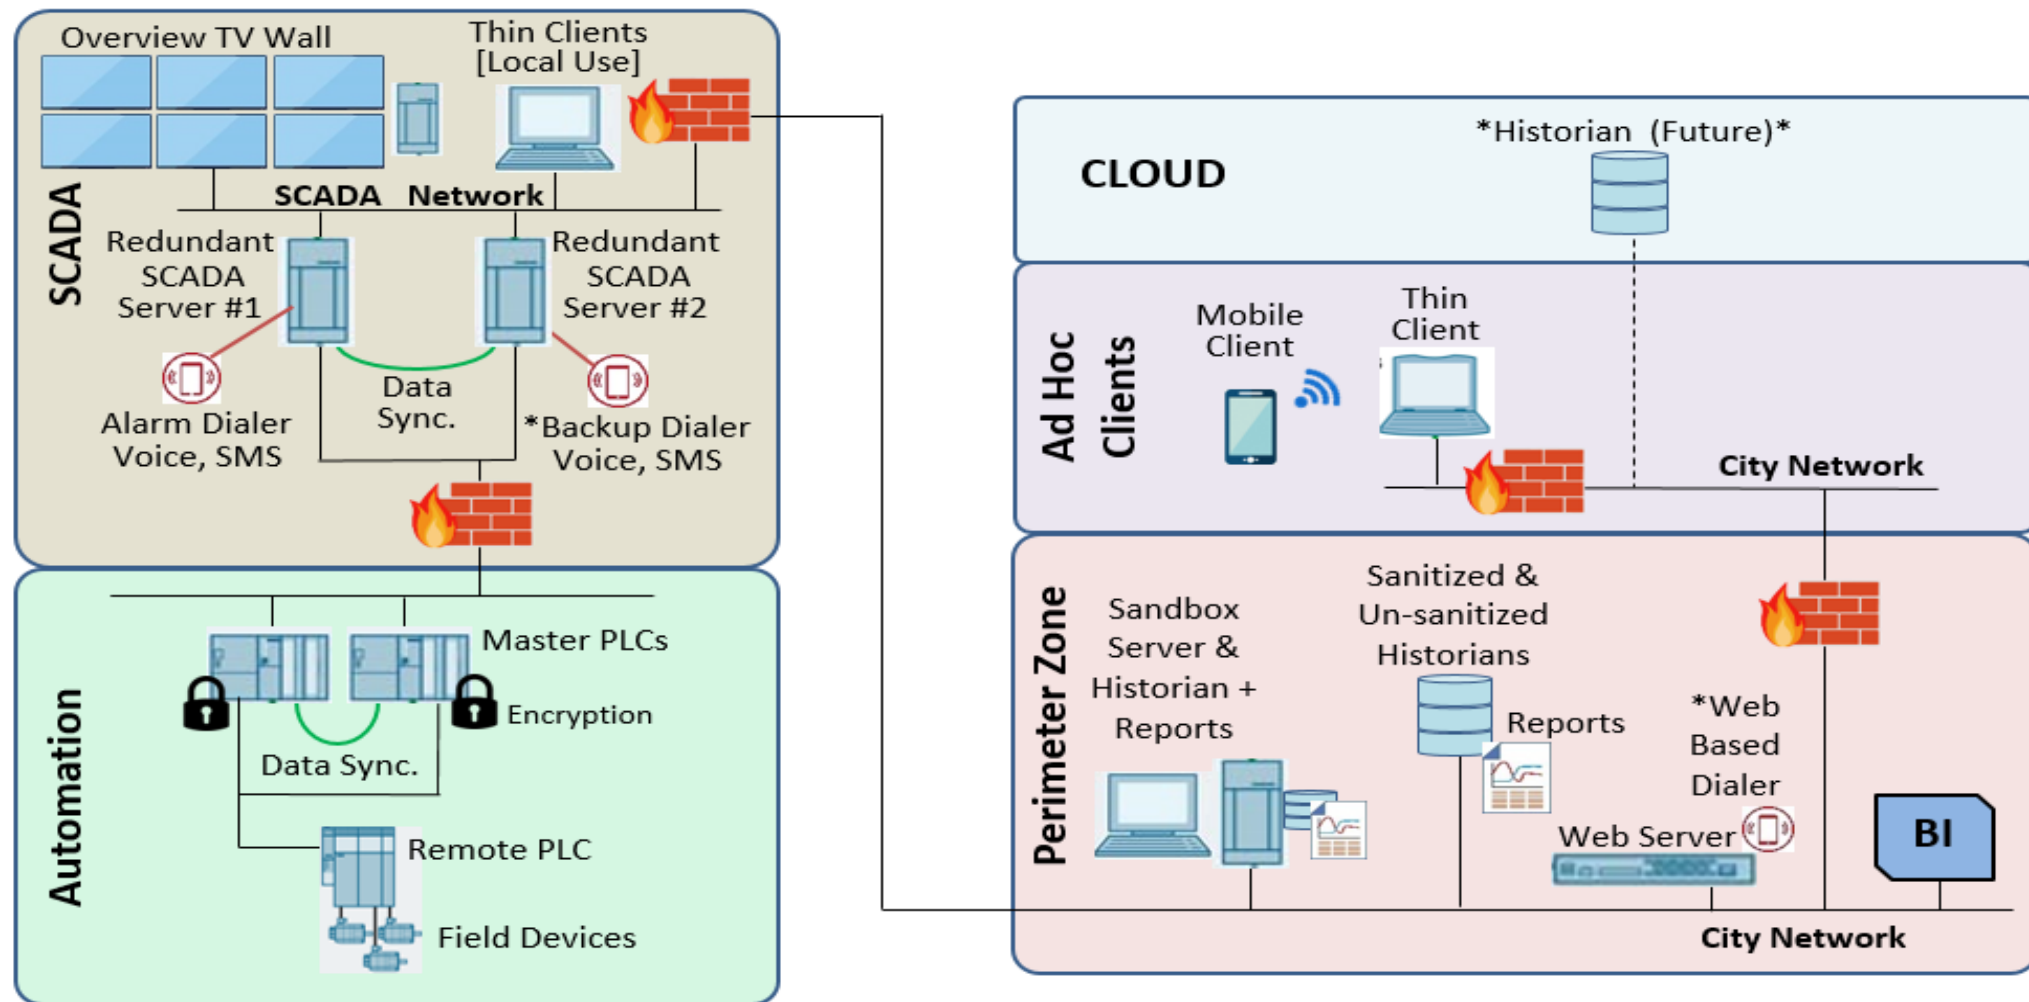 Overview TV Wall
Thin Clients
[Local Use]
SCADA
SCADA Network
Redundant
SCADA
Server #1
Redundant
SCADA
Server #2
Data
Sync.
Alarm Dialer
Voice, SMS
*Backup Dialer
Voice, SMS
Automation
Master PLCs
Encryption
Data Sync.
Remote PLC
Field Devices
CLOUD
*Historian (Future)*
Ad Hoc
Clients
Mobile
Client
Thin
Client
City Network
Perimeter Zone
Sandbox
Server &
Historian +
Reports
Sanitized &
Un-sanitized
Historians
Reports
*Web
Based
Dialer
Web Server
BI
City Network